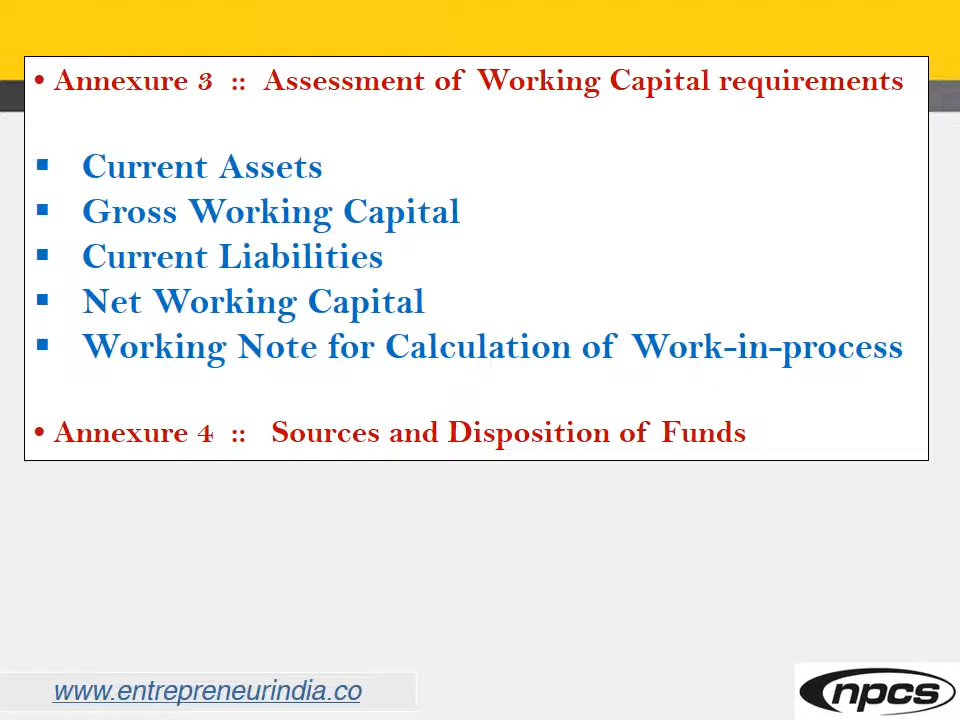 • Annexure 3 :: Assessment of Working Capital requirements
▪ Current Assets
▪ Gross Working Capital
▪ Current Liabilities
▪ Net Working Capital
▪ Working Note for Calculation of Work-in-process
• Annexure 4 :: Sources and Disposition of Funds
www.entrepreneurindia.co
npcs